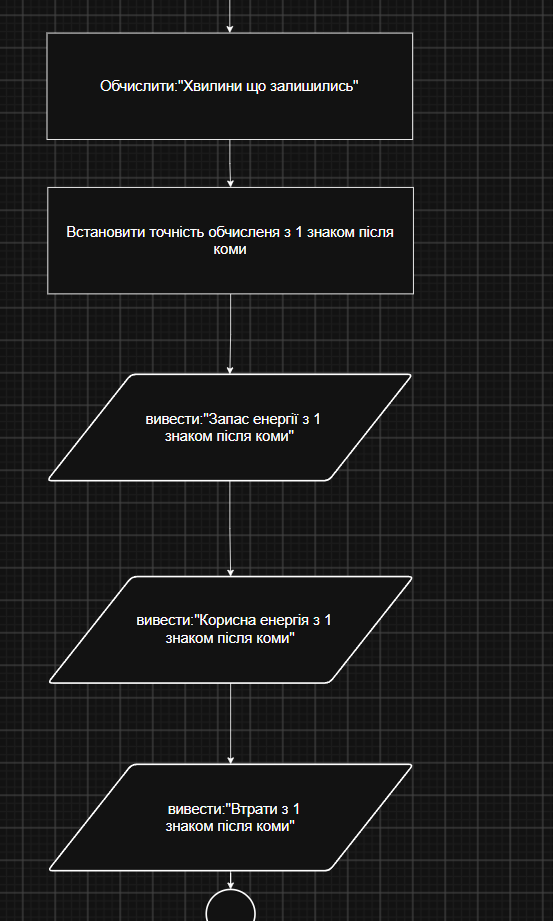 Обчислити:"Хвилини що залишились"
Встановити точність обчисленя з 1 знаком після
коми
вивести:"Запас енергії з 1
знаком після коми"
вивести:"Корисна енергія з 1
знаком після коми"
вивести:"Втрати з 1
знаком після коми"